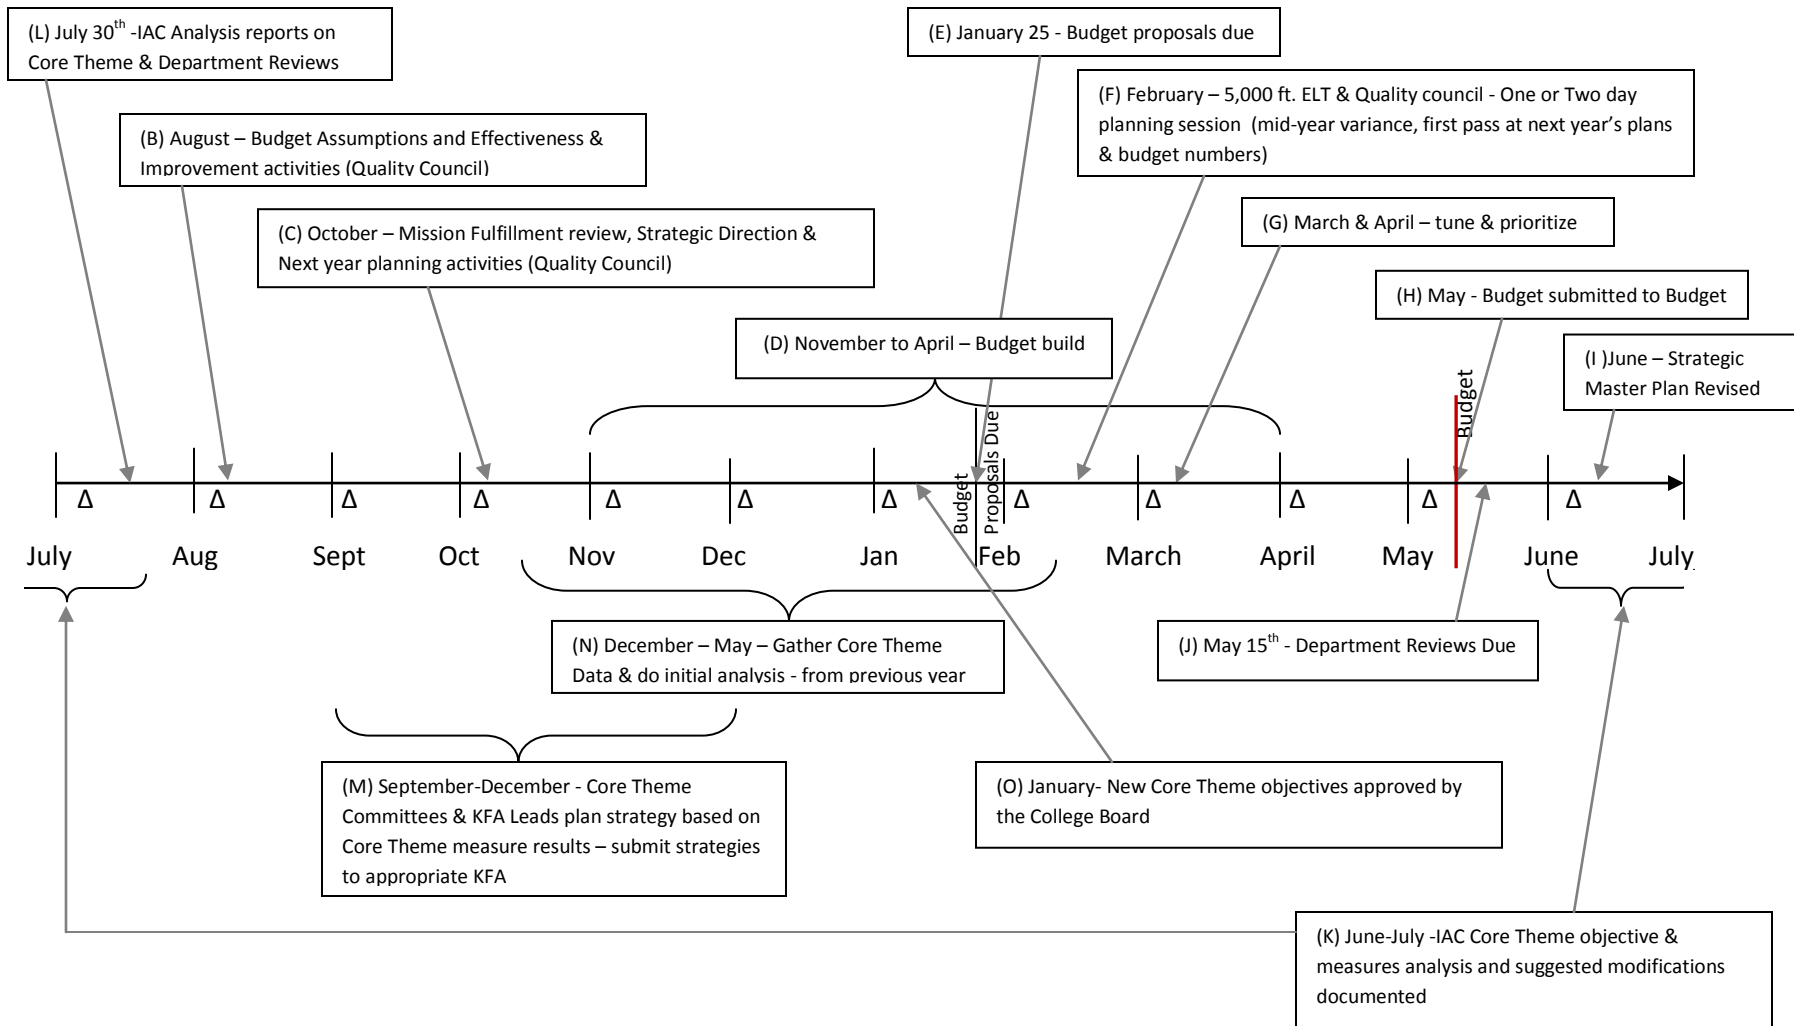 (L) July 30th -IAC Analysis reports on
Core Theme & Department Reviews
(E) January 25 - Budget proposals due
(F) February – 5,000 ft. ELT & Quality council - One or Two day
planning session (mid-year variance, first pass at next year's plans
& budget numbers)
(B) August – Budget Assumptions and Effectiveness &
Improvement activities (Quality Council)
(C) October – Mission Fulfillment review, Strategic Direction &
Next year planning activities (Quality Council)
(G) March & April – tune & prioritize
(H) May - Budget submitted to Budget
(D) November to April – Budget build
(I )June – Strategic
Master Plan Revised
Budget
Proposals Due
Budget
Δ Δ Δ Δ Δ Δ Δ Δ Δ Δ Δ Δ
July Aug Sept Oct Nov Dec Jan Feb March April May June July
(N) December – May – Gather Core Theme
Data & do initial analysis - from previous year
(J) May 15th - Department Reviews Due
(M) September-December - Core Theme
Committees & KFA Leads plan strategy based on
Core Theme measure results – submit strategies
to appropriate KFA
(O) January- New Core Theme objectives approved by
the College Board
(K) June-July -IAC Core Theme objective &
measures analysis and suggested modifications
documented